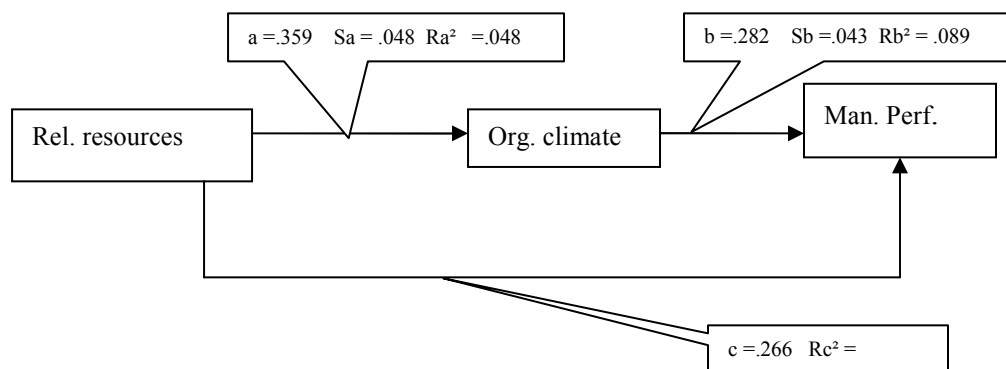 a =.359 Sa = .048 Ra² =.048
b =.282 Sb = .043 Rb² = .089
Rel. resources
Org. climate
Man. Perf.
c =.266 Rc² =